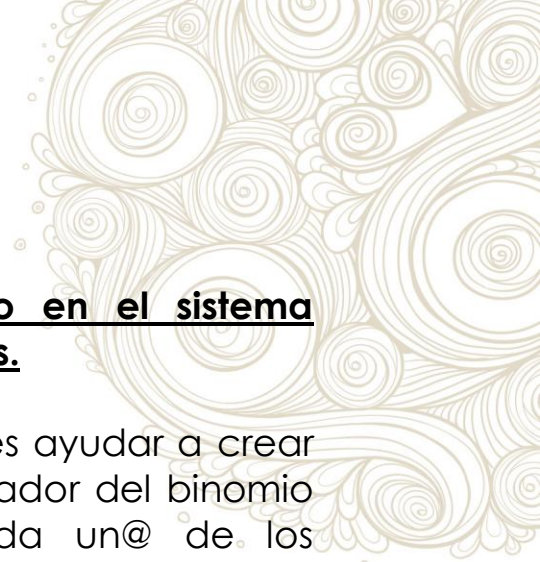 o en el sistema
s.
es ayudar a crear
ador del binomio
da un@ de los